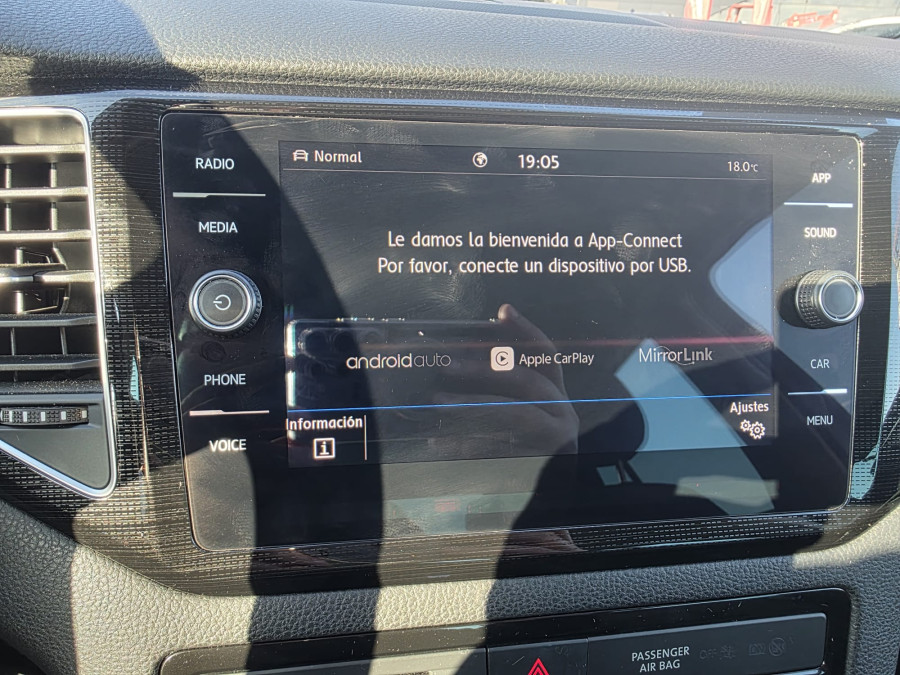 RADIO
MEDIA
PHONE
VOICE
Normal
19:05
18.0°C
Le damos la bienvenida a App-Connect
Por favor, conecte un dispositivo por USB.
androidauto
Apple CarPlay
MirrorLink
Información
Ajustes
APP
SOUND
CAR
MENU
PASSENGER
AIR BAG